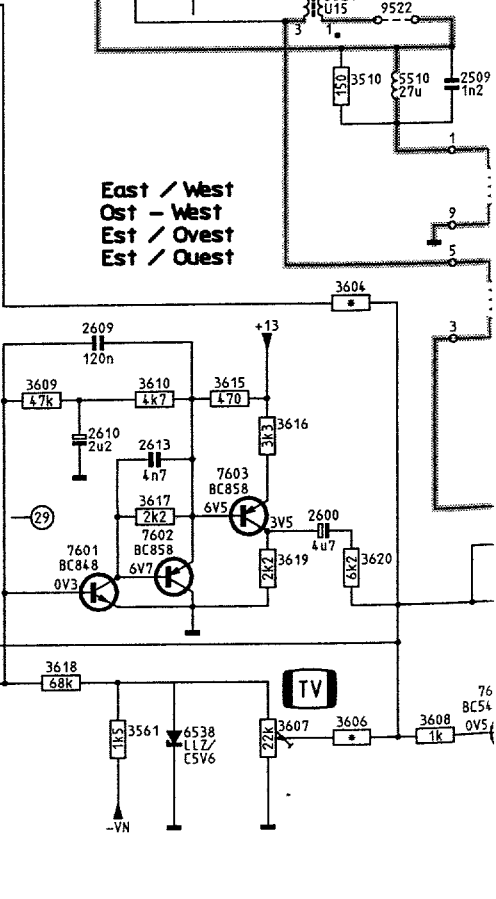 U15
9522
3
1.
150
3510
5510
27u
2509
1n2
1
East / West
Ost - West
Est / Ovest
Est / Ouest
9
5
3604
*
3
2609
120n
+13
3609
47k
3610
4k7
3615
470
3616
3k3
2610
2u2
2613
4n7
7603
BC858
3617
2k2
6V5
3V5
2600
4u7
29
7602
BC858
7601
BC848
6V7
0V3
2k2
3619
6k2
3620
3618
68k
TV
1k5
3561
6538
LLZ/
C5V6
22k
3607
3606
*
3608
1k
76
BC54
0V5
-VN